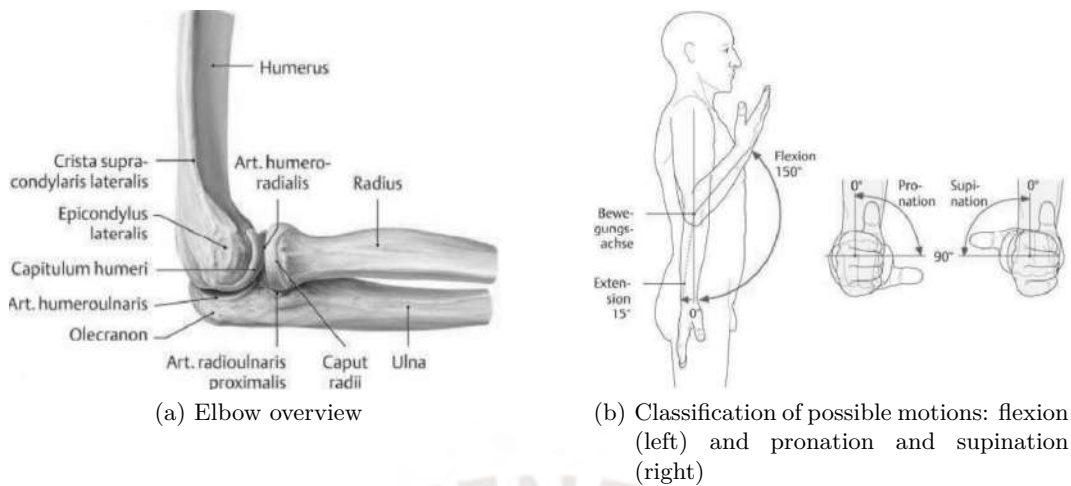 Humerus
Crista supra-
condylaris lateralis
Art. humero-
radialis
Radius
Epicondylus
lateralis
Capitulum humeri
Art. humeroulnaris
Olecranon
Art. radioulnaris
proximalis
Caput
radii
Ulna
(a) Elbow overview
Flexion
150°
Bewe-
gungs-
achse
Exten-
sion
15°
0°
0°
Pro-
nation
Supi-
nation
0°
90°
(b) Classification of possible motions: flexion
(left) and pronation and supination
(right)